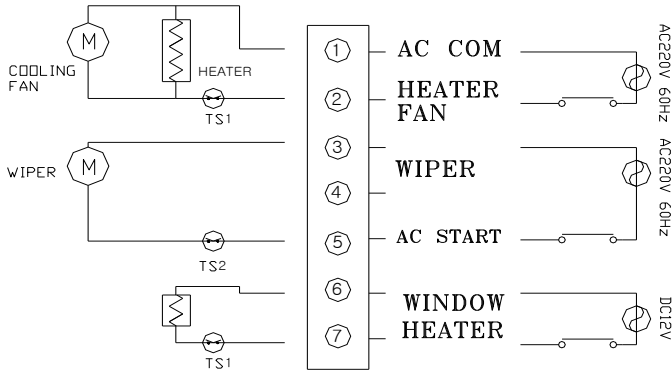 M
COOLING
FAN
HEATER
TS1
M
WIPER
TS2
TS1
1
2
3
4
5
6
7
AC COM
HEATER
FAN
WIPER
AC START
WINDOW
HEATER
AC220V 60Hz
AC220V 60Hz
DC12V